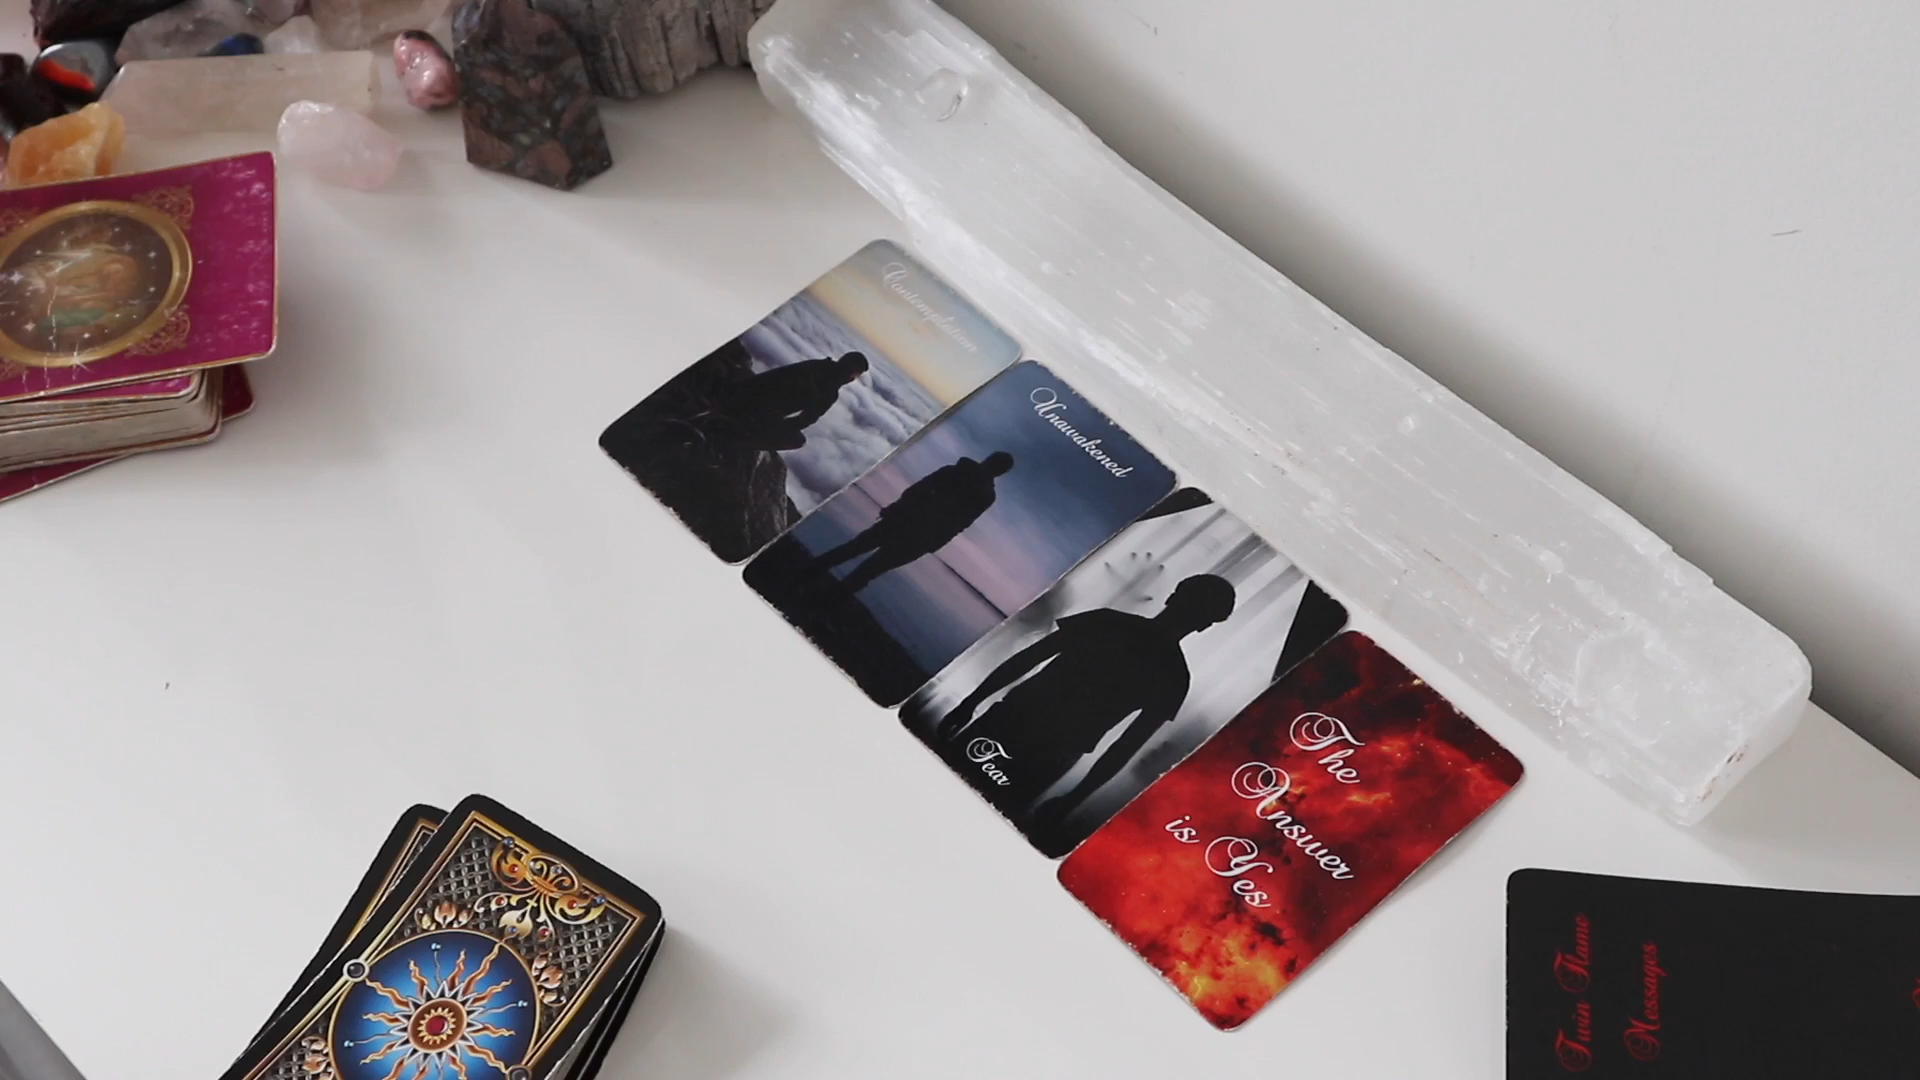 Contemplation
Unawakened
Fear
The
Answer
is Yes
Twin Flame
Messages